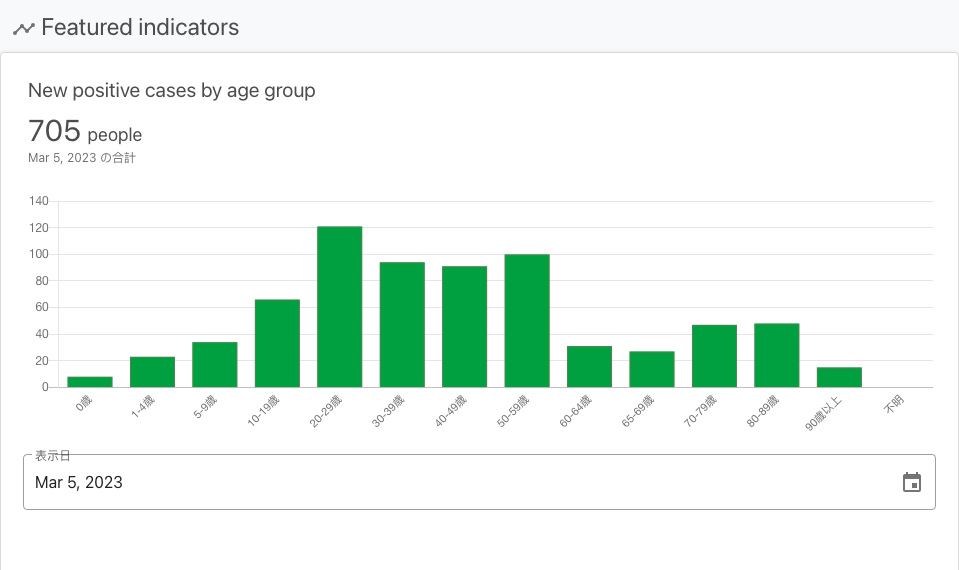 Featured indicators
New positive cases by age group
705 people
Mar 5, 2023 の合計
140
120
100
80
60
40
20
0
0歳
1-4歳
5-9歳
10-19歳
20-29歳
30-39歳
40-49歳
50-59歳
60-64歳
65-69歳
70-79歳
80-89歳
90歳以上
不明
表示日
Mar 5, 2023